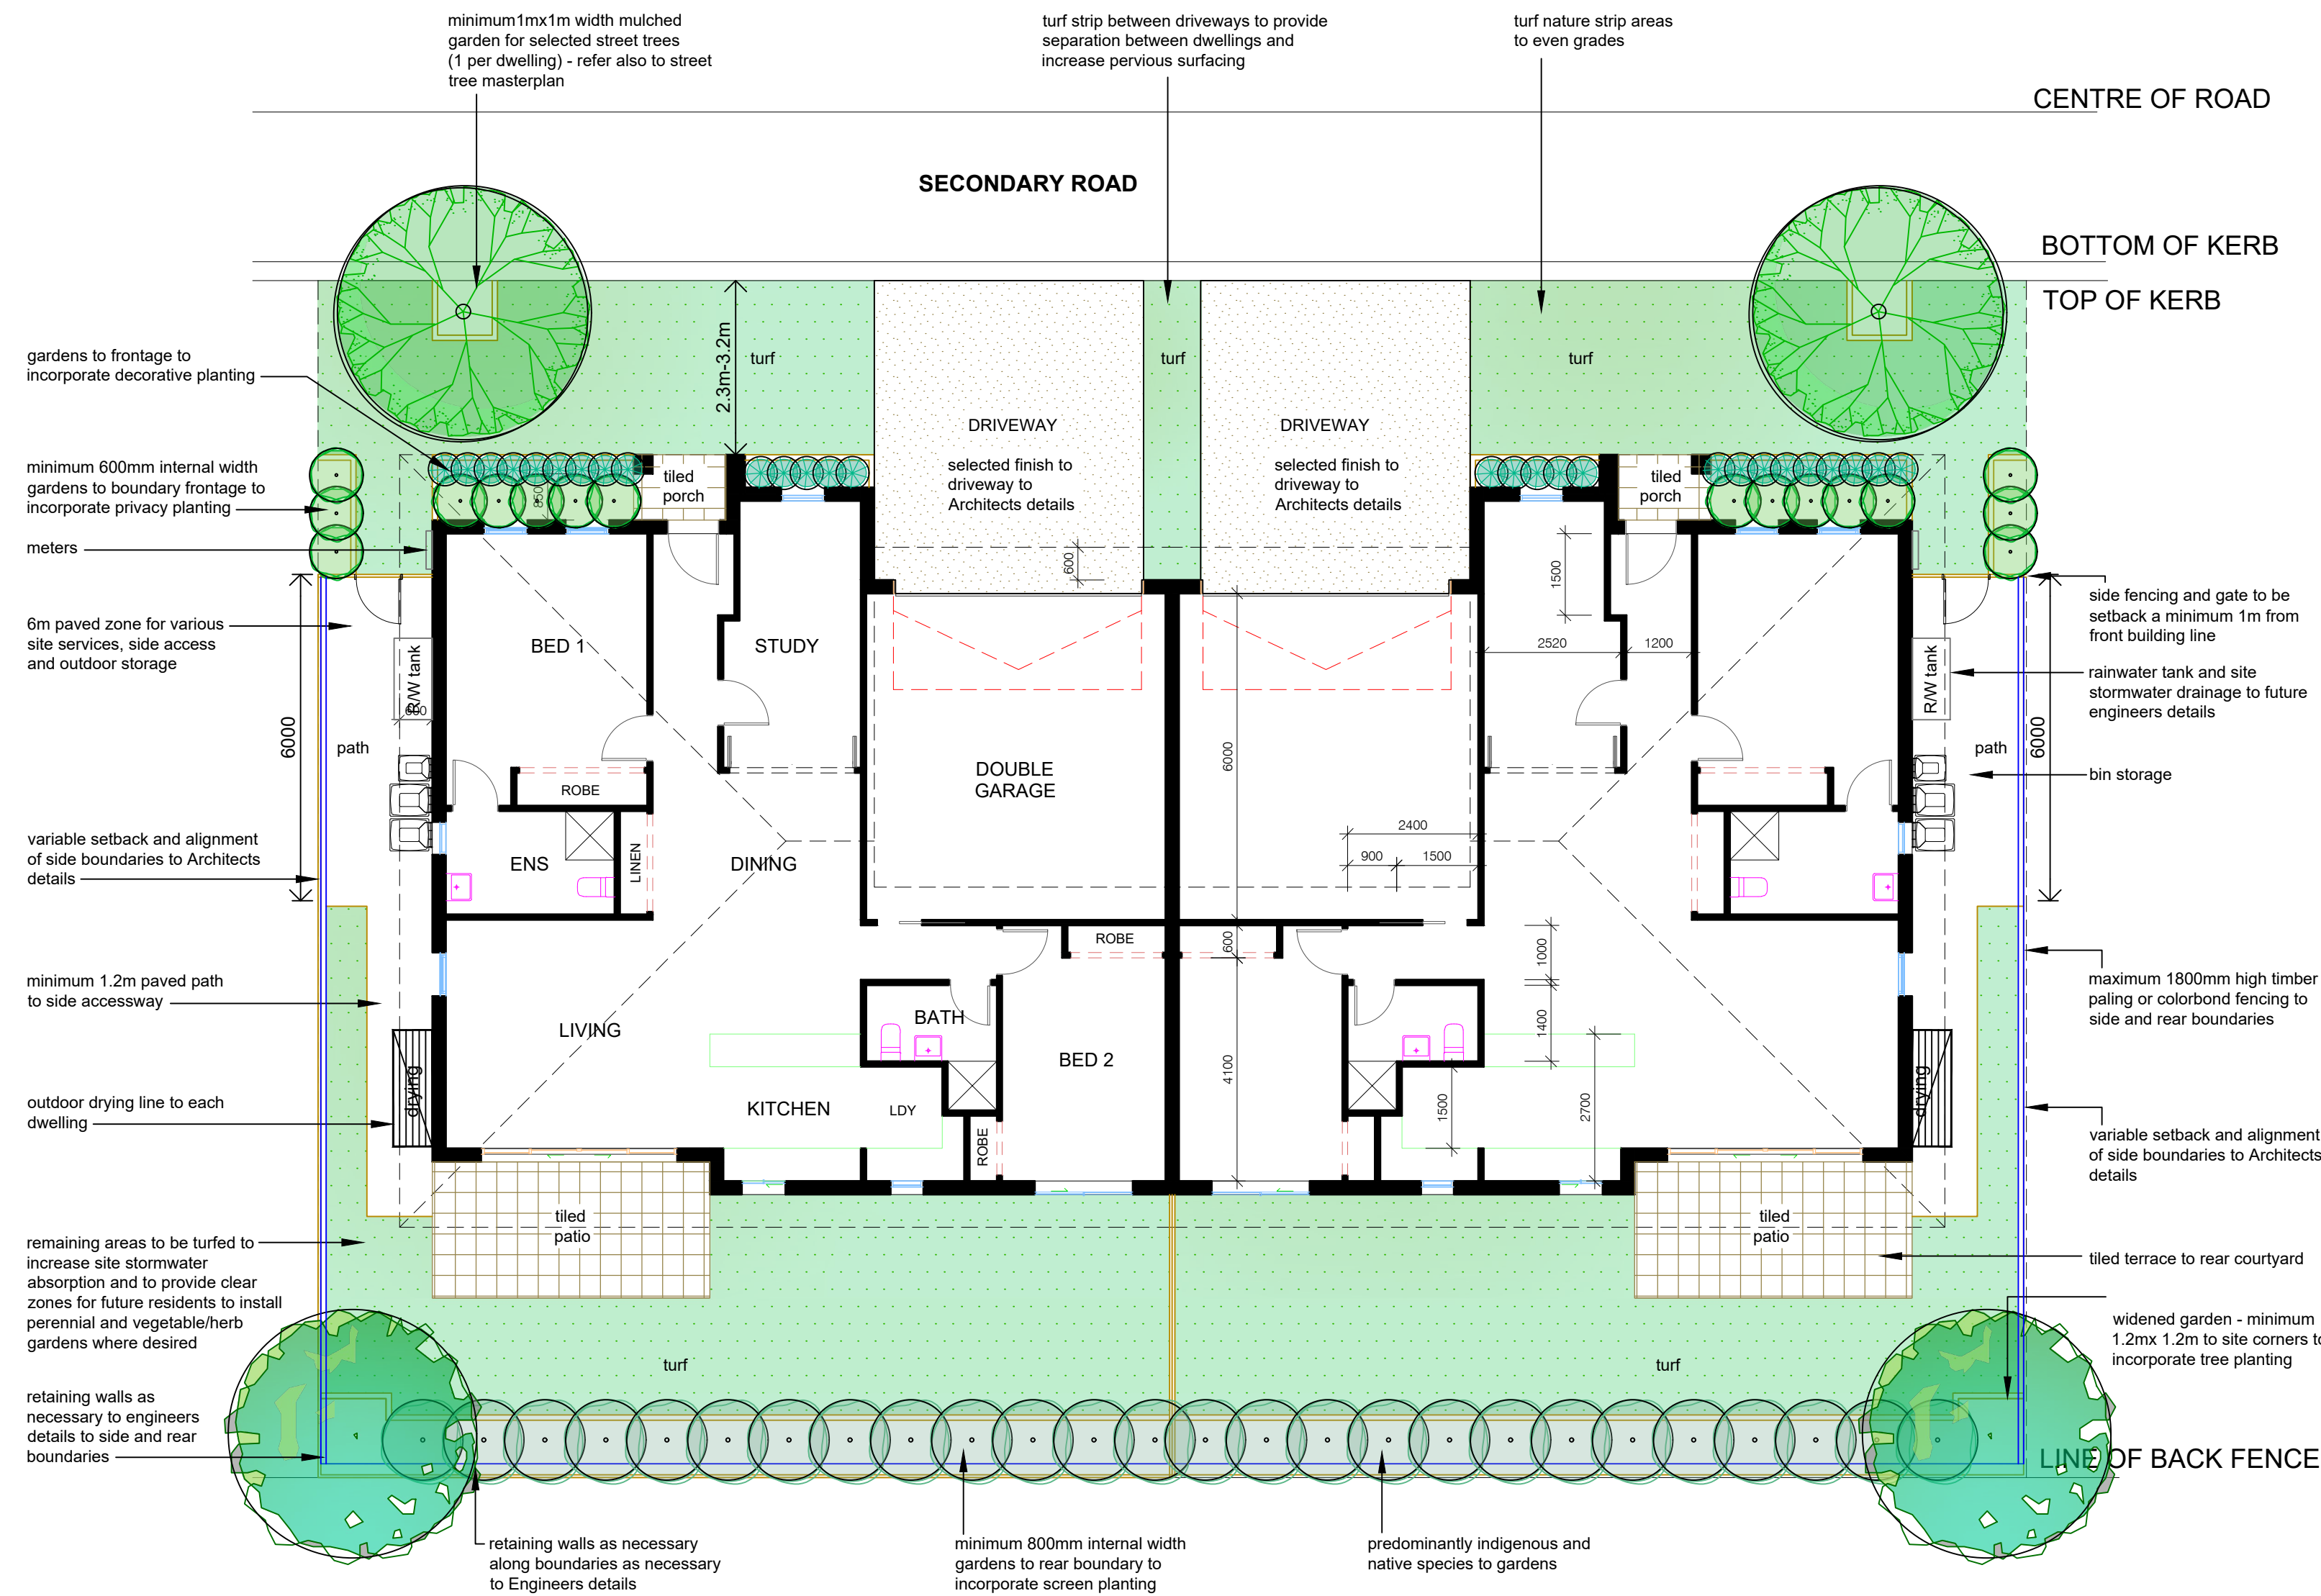 minimum1mx1m width mulched
garden for selected street trees
(1 per dwelling) - refer also to street
tree masterplan
turf strip between driveways to provide
separation between dwellings and
increase pervious surfacing
turf nature strip areas
to even grades
CENTRE OF ROAD
SECONDARY ROAD
BOTTOM OF KERB
TOP OF KERB
gardens to frontage to
incorporate decorative planting
2.3m-3.2m
turf
turf
turf
DRIVEWAY
selected finish to
driveway to
Architects details
DRIVEWAY
selected finish to
driveway to
Architects details
minimum 600mm internal width
gardens to boundary frontage to
incorporate privacy planting
850
tiled
porch
tiled
porch
meters
600
1500
6m paved zone for various
site services, side access
and outdoor storage
side fencing and gate to be
setback a minimum 1m from
front building line
BED 1
STUDY
2520
1200
R/W tank
600
R/W tank
rainwater tank and site
stormwater drainage to future
engineers details
6000
path
6000
path
6000
bin storage
DOUBLE
GARAGE
ROBE
2400
900
1500
variable setback and alignment
of side boundaries to Architects
details
ENS
LINEN
DINING
ROBE
600
1000
minimum 1.2m paved path
to side accessway
maximum 1800mm high timber
paling or colorbond fencing to
side and rear boundaries
LIVING
BATH
BED 2
1400
4100
drying
drying
outdoor drying line to each
dwelling
KITCHEN
LDY
ROBE
1500
2700
variable setback and alignment
of side boundaries to Architects
details
tiled
patio
tiled
patio
remaining areas to be turfed to
increase site stormwater
absorption and to provide clear
zones for future residents to install
perennial and vegetable/herb
gardens where desired
tiled terrace to rear courtyard
widened garden - minimum
1.2mx 1.2m to site corners to
incorporate tree planting
turf
turf
retaining walls as
necessary to engineers
details to side and rear
boundaries
LINE OF BACK FENCE
retaining walls as necessary
along boundaries as necessary
to Engineers details
minimum 800mm internal width
gardens to rear boundary to
incorporate screen planting
predominantly indigenous and
native species to gardens